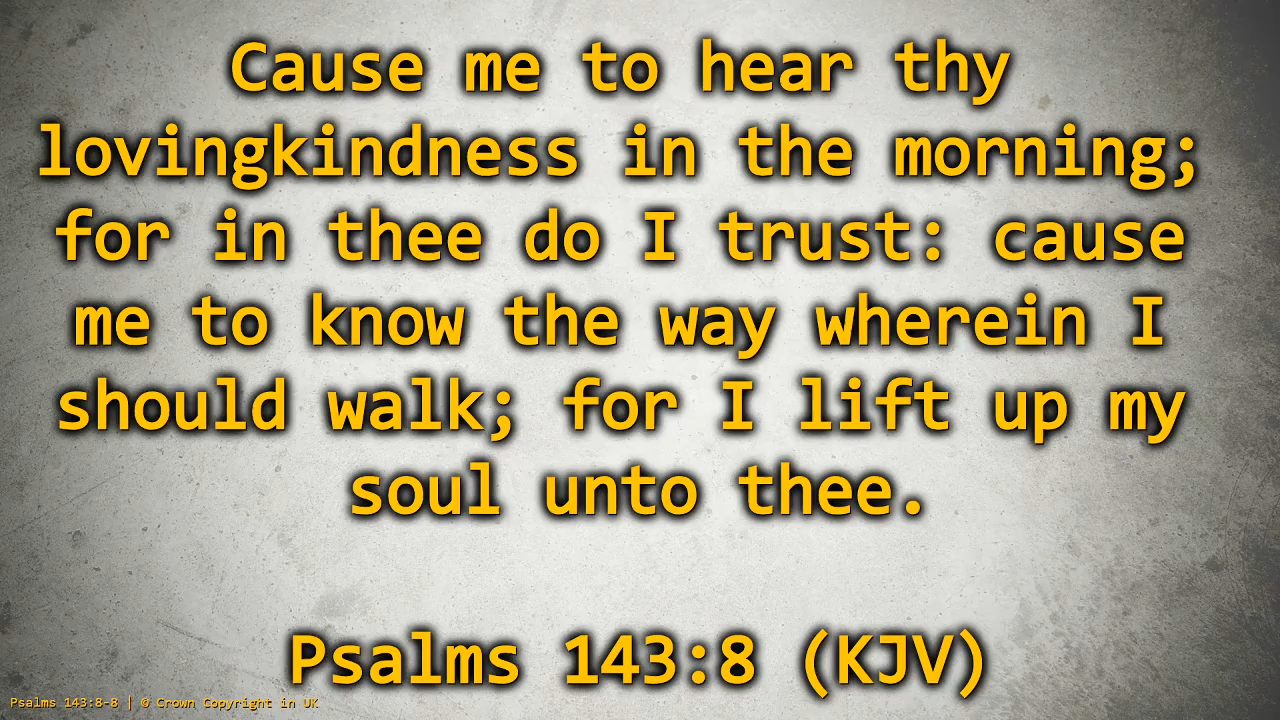 Cause me to hear thy
lovingkindness in the morning;
for in thee do I trust: cause
me to know the way wherein I
should walk; for I lift up my
soul unto thee.
Psalms 143:8 (KJV)
Psalms 143:8-8 | © Crown Copyright in UK